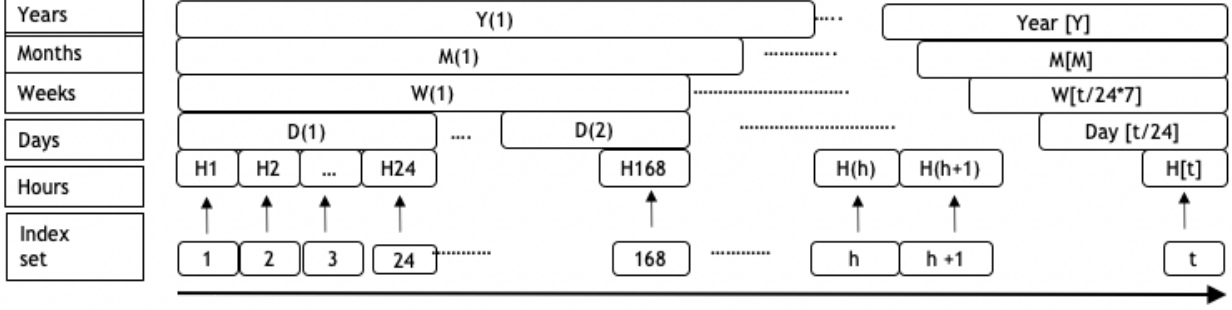 Years Y(1) ..... Year [Y]
Months M(1) .............. M[M]
Weeks W(1) ............................. W[t/24*7]
Days D(1) .... D(2) ............................. Day [t/24]
Hours H1 H2 ... H24 H168 H(h) H(h+1) H[t]
Index
set 1 2 3 24 ........... 168 ........... h h +1 t